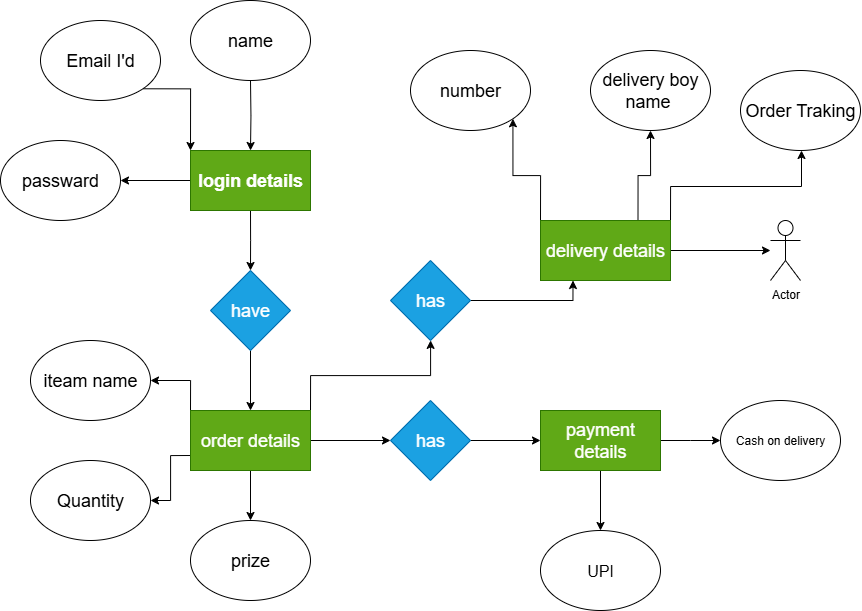 name
Email I'd
passward
login details
have
number
delivery boy
name
Order Traking
delivery details
Actor
has
iteam name
order details
Quantity
prize
has
payment
details
Cash on delivery
UPI